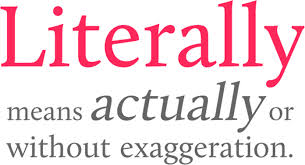 Literally
means actually or
without exaggeration.